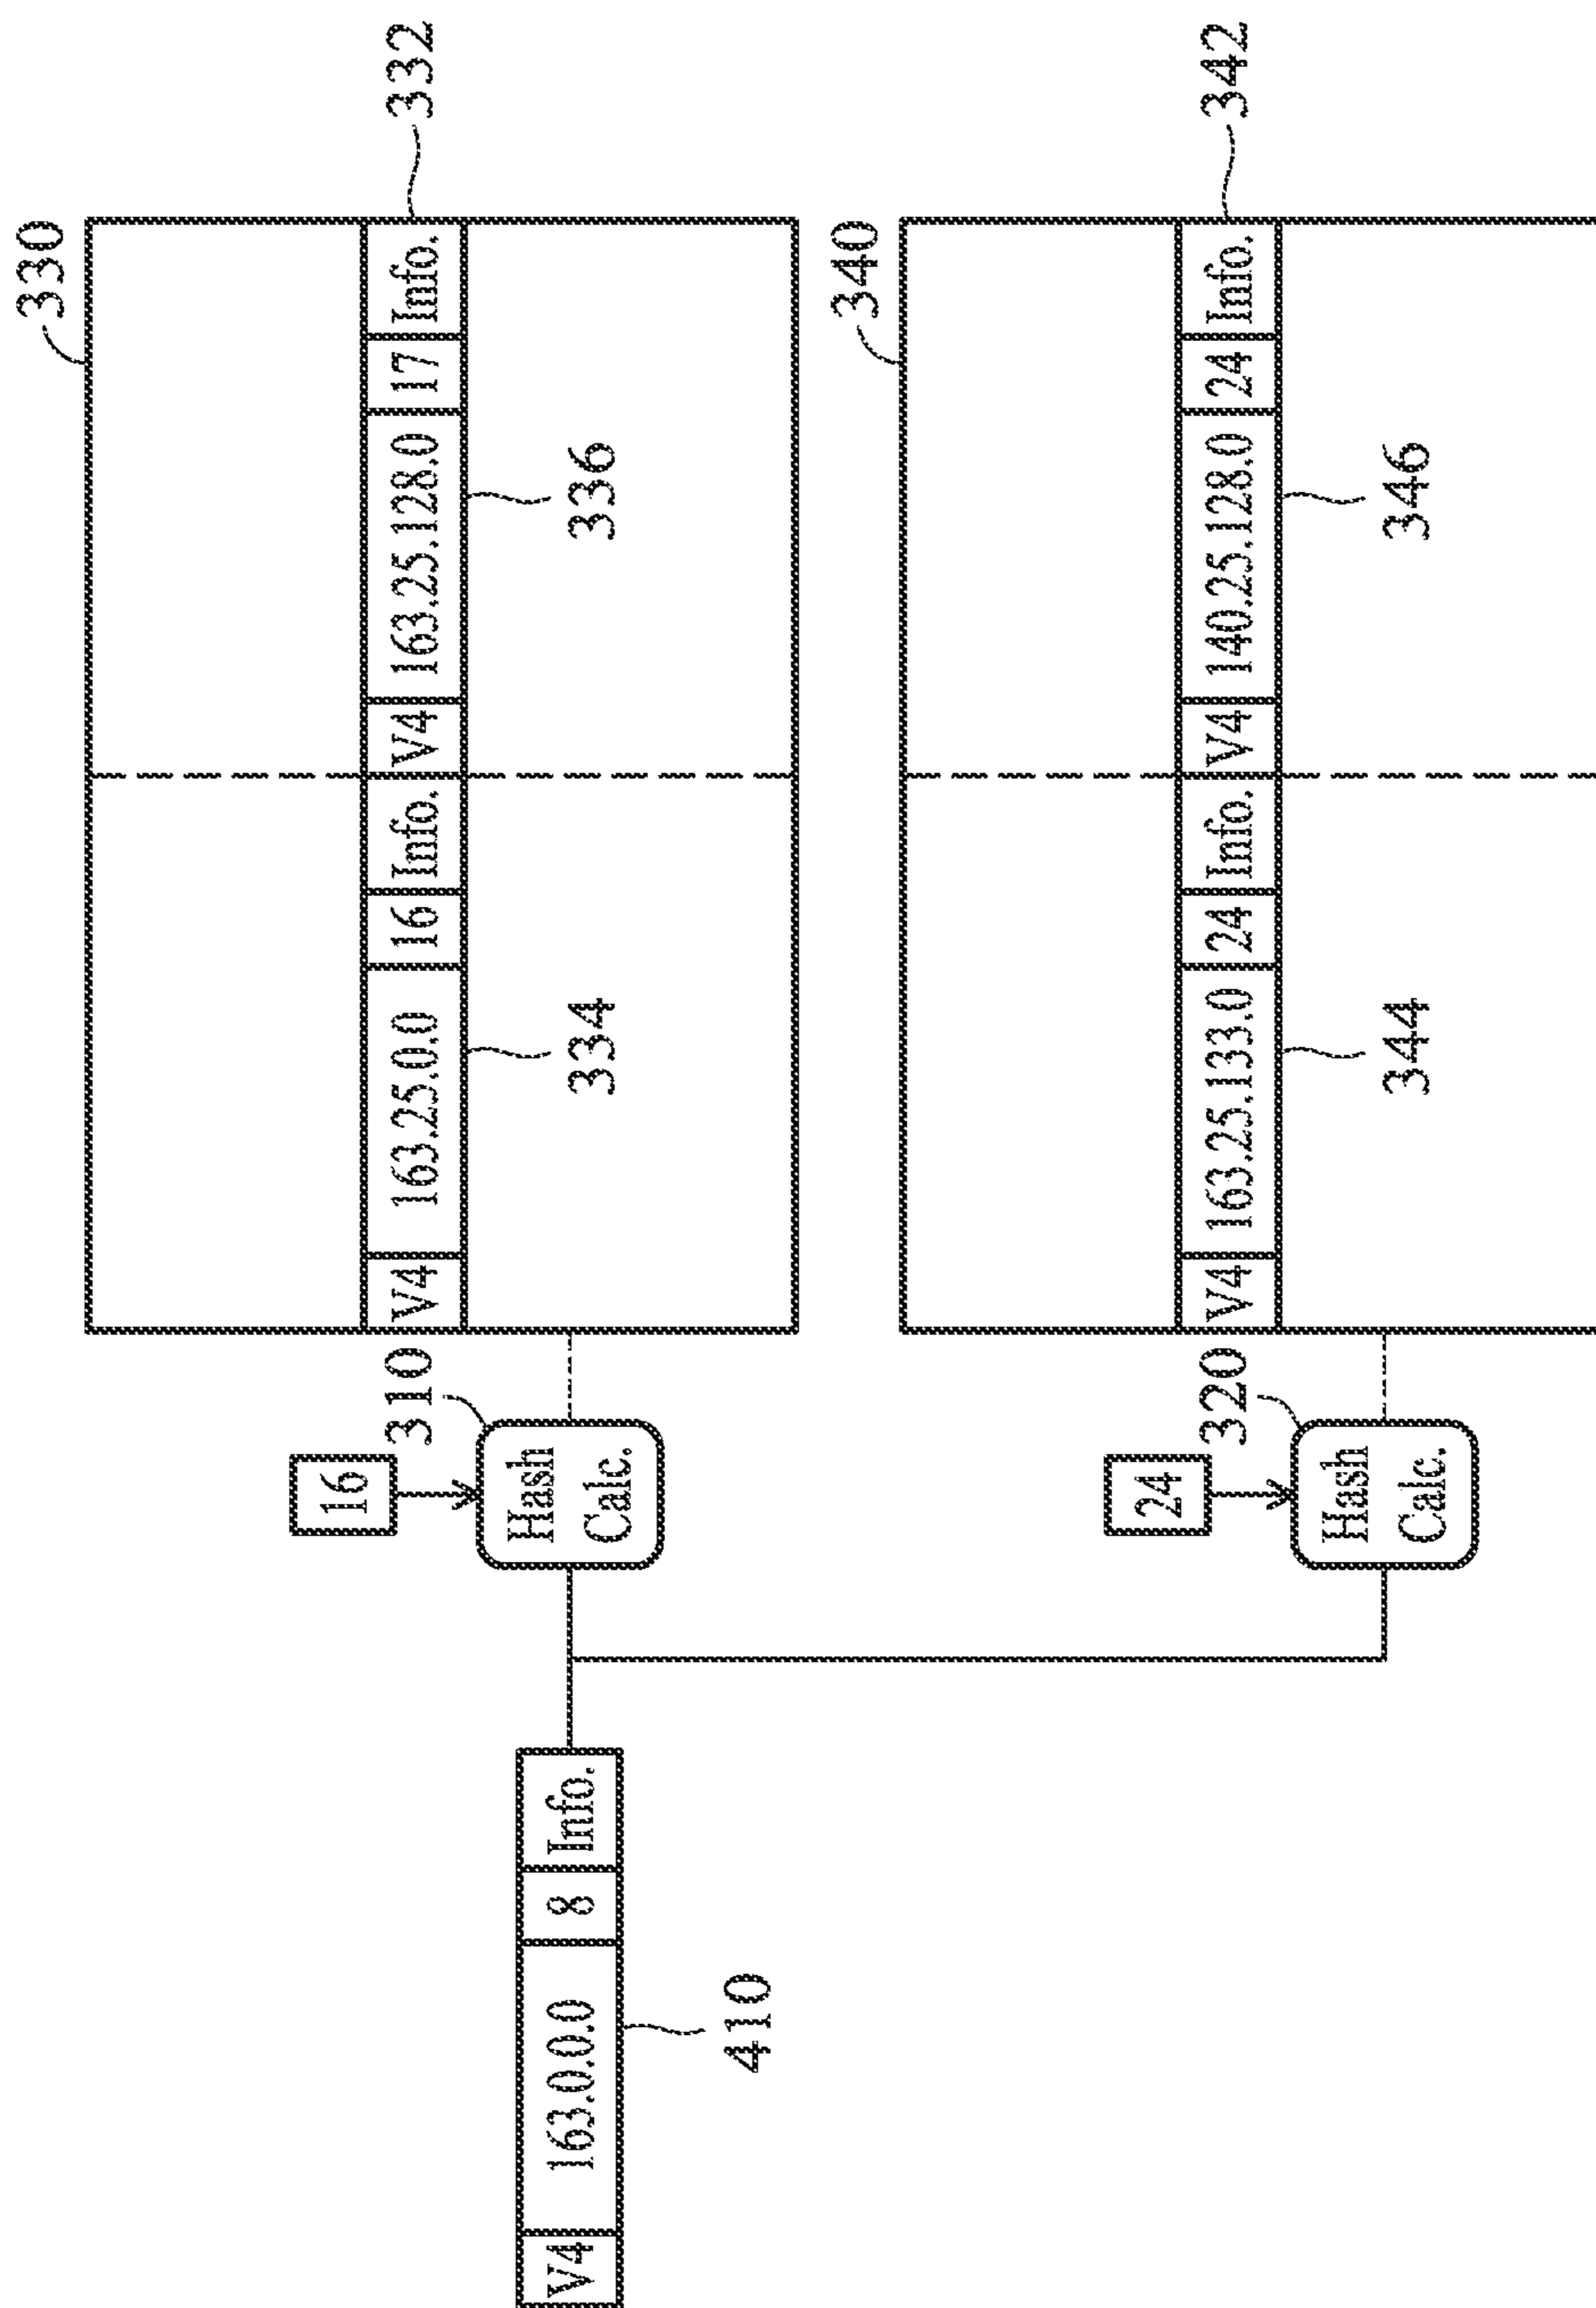 330
V4 163.25.0.0 16 Info. V4 163.25.128.0 17 Info.
332
334
336
16
310
Hash
Calc.
V4 163.0.0.0 8 Info.
410
340
V4 163.25.133.0 24 Info. V4 140.25.128.0 24 Info.
342
344
346
24
320
Hash
Calc.